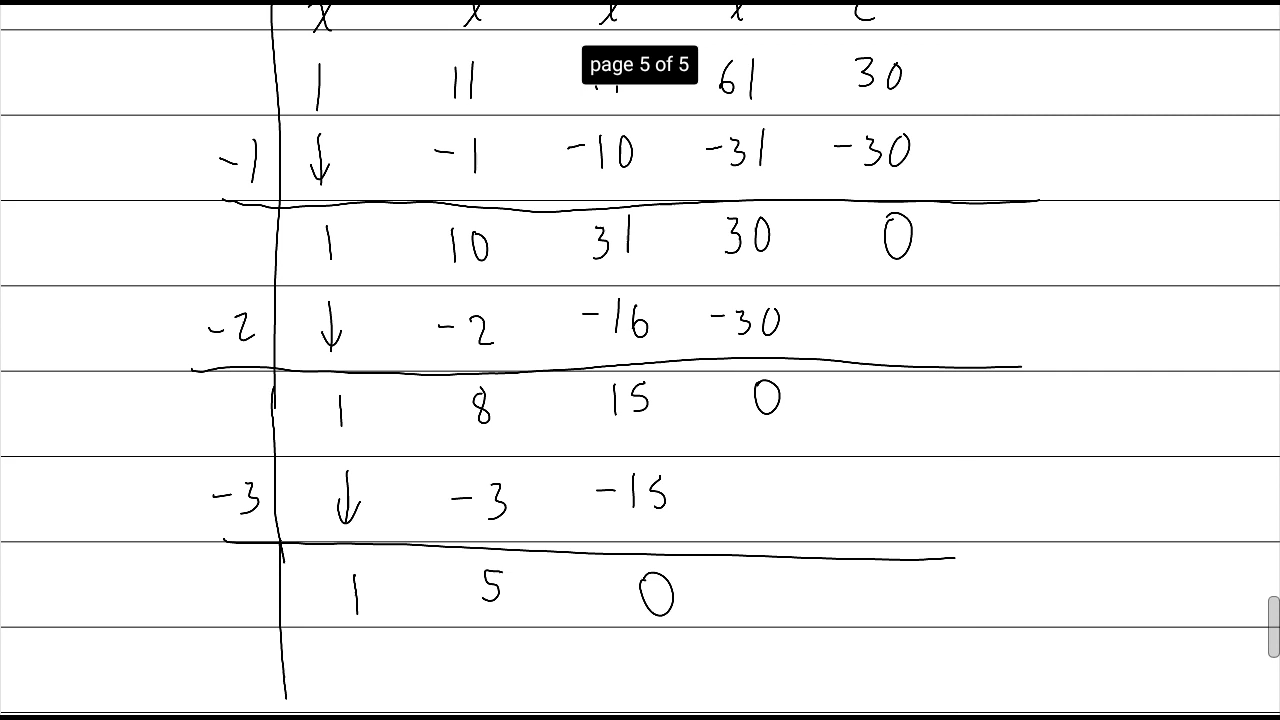 x x x x c
1 11 61 30
page 5 of 5
-1 ↓ -1 -10 -31 -30
1 10 31 30 0
-2 ↓ -2 -16 -30
1 8 15 0
-3 ↓ -3 -15
1 5 0